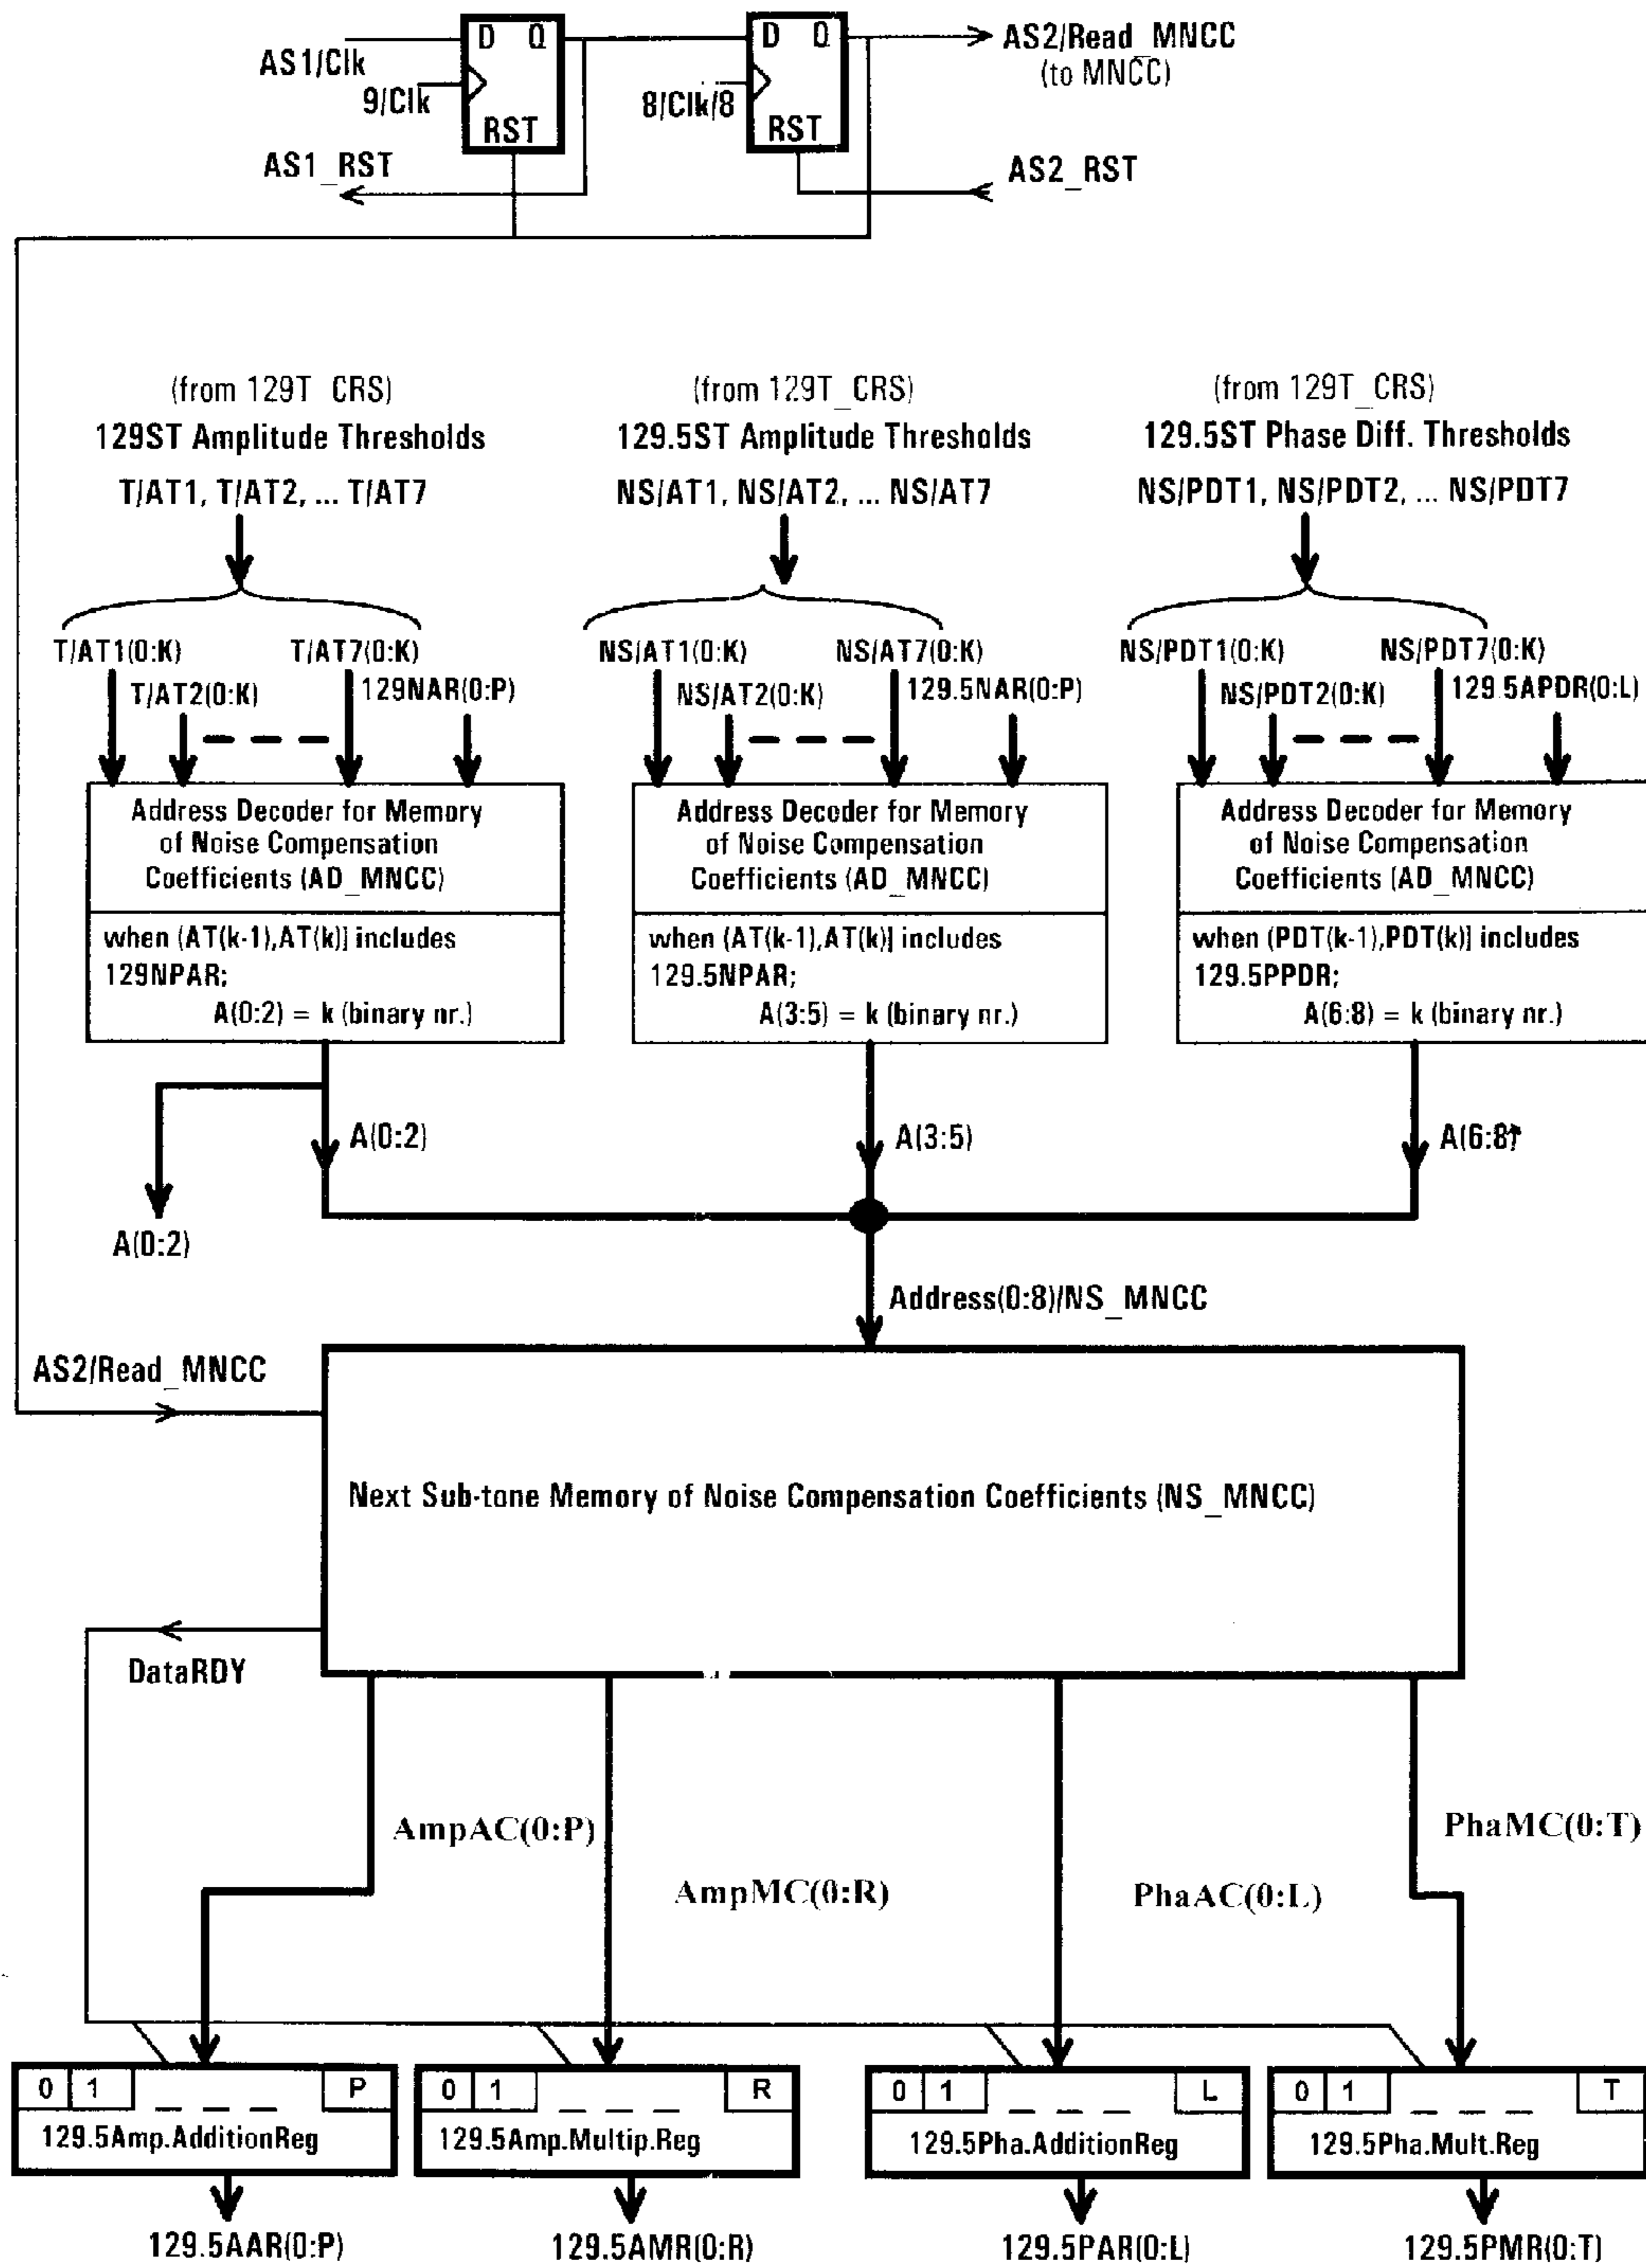 D Q
D Q
AS1/Clk
AS2/Read_MNCC
(to MNCC)
9/Clk
8/Clk/8
RST
RST
AS1_RST
AS2_RST
(from 129T_CRS)
129ST Amplitude Thresholds
T/AT1, T/AT2, ... T/AT7
(from 129T_CRS)
129.5ST Amplitude Thresholds
NS/AT1, NS/AT2, ... NS/AT7
(from 129T_CRS)
129.5ST Phase Diff. Thresholds
NS/PDT1, NS/PDT2, ... NS/PDT7
T/AT1(0:K)
T/AT7(0:K)
T/AT2(0:K)
129NAR(0:P)
NS/AT1(0:K)
NS/AT7(0:K)
NS/AT2(0:K)
129.5NAR(0:P)
NS/PDT1(0:K)
NS/PDT7(0:K)
NS/PDT2(0:K)
129.5APDR(0:L)
Address Decoder for Memory
of Noise Compensation
Coefficients (AD_MNCC)
when (AT(k-1),AT(k)] includes
129NPAR;
A(0:2) = k (binary nr.)
Address Decoder for Memory
of Noise Compensation
Coefficients (AD_MNCC)
when (AT(k-1),AT(k)] includes
129.5NPAR;
A(3:5) = k (binary nr.)
Address Decoder for Memory
of Noise Compensation
Coefficients (AD_MNCC)
when (PDT(k-1),PDT(k)] includes
129.5PPDR;
A(6:8) = k (binary nr.)
A(0:2)
A(3:5)
A(6:8)
A(0:2)
Address(0:8)/NS_MNCC
AS2/Read_MNCC
Next Sub-tone Memory of Noise Compensation Coefficients (NS_MNCC)
DataRDY
AmpAC(0:P)
AmpMC(0:R)
PhaAC(0:L)
PhaMC(0:T)
0 1 P
129.5Amp.AdditionReg
0 1 R
129.5Amp.Multip.Reg
0 1 L
129.5Pha.AdditionReg
0 1 T
129.5Pha.Mult.Reg
129.5AAR(0:P)
129.5AMR(0:R)
129.5PAR(0:L)
129.5PMR(0:T)